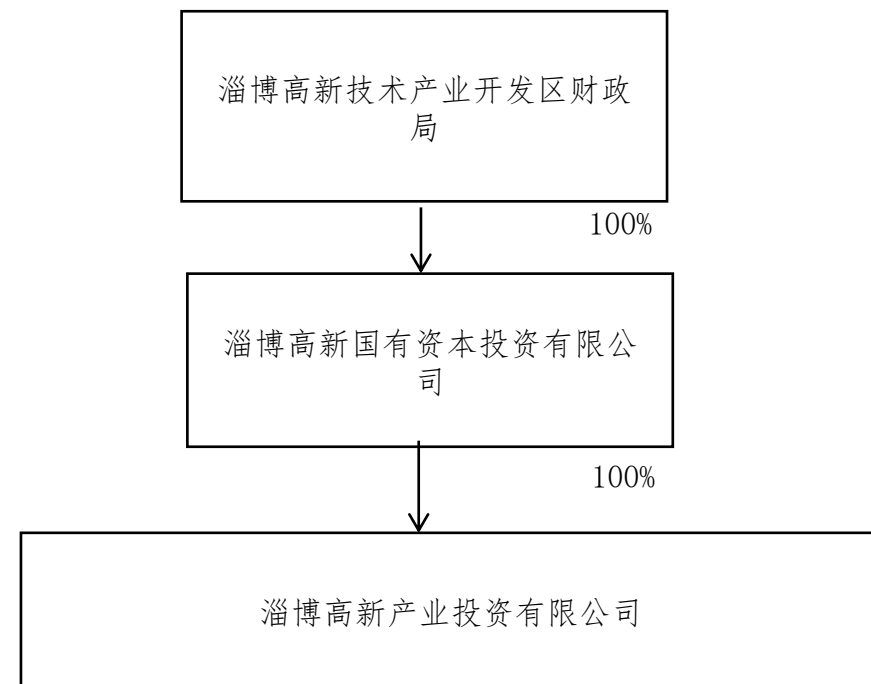 淄博高新技术产业开发区财政
局
100%
淄博高新国有资本投资有限公
司
100%
淄博高新产业投资有限公司